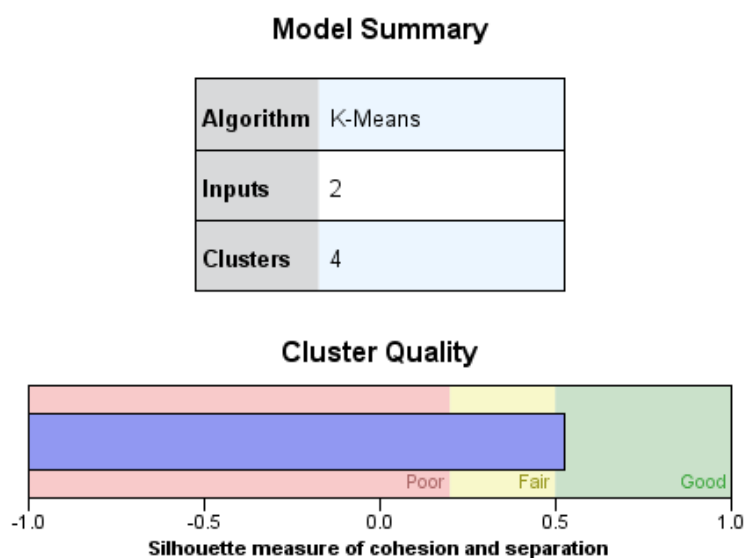 Model Summary
Algorithm K-Means
Inputs 2
Clusters 4
Cluster Quality
Poor Fair Good
-1.0 -0.5 0.0 0.5 1.0
Silhouette measure of cohesion and separation